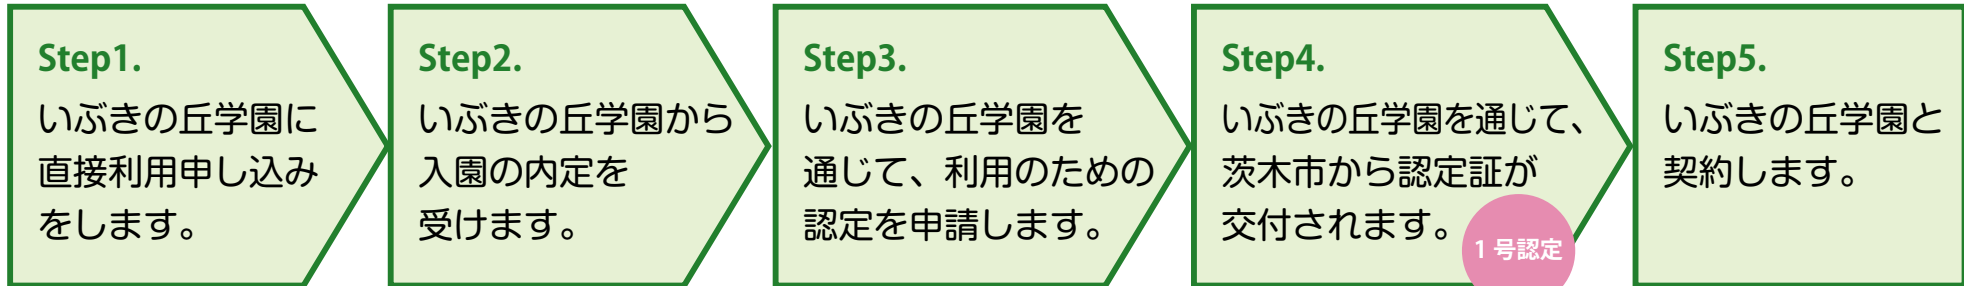 Step1.
いぶきの丘学園に
直接利用申し込み
をします。
Step2.
いぶきの丘学園から
入園の内定を
受けます。
Step3.
いぶきの丘学園を
通じて、利用のための
認定を申請します。
Step4.
いぶきの丘学園を通じて、
茨木市から認定証が
交付されます。
1号認定
Step5.
いぶきの丘学園と
契約します。